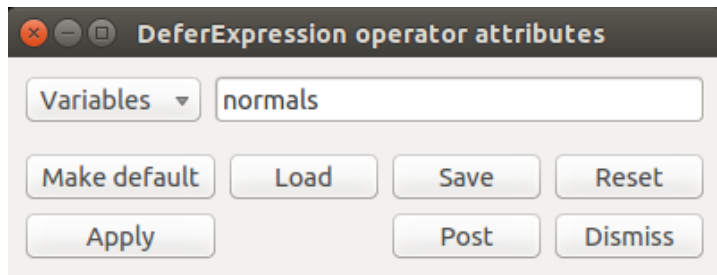 DeferExpression operator attributes
Variables normals
Make default Load Save Reset
Apply Post Dismiss